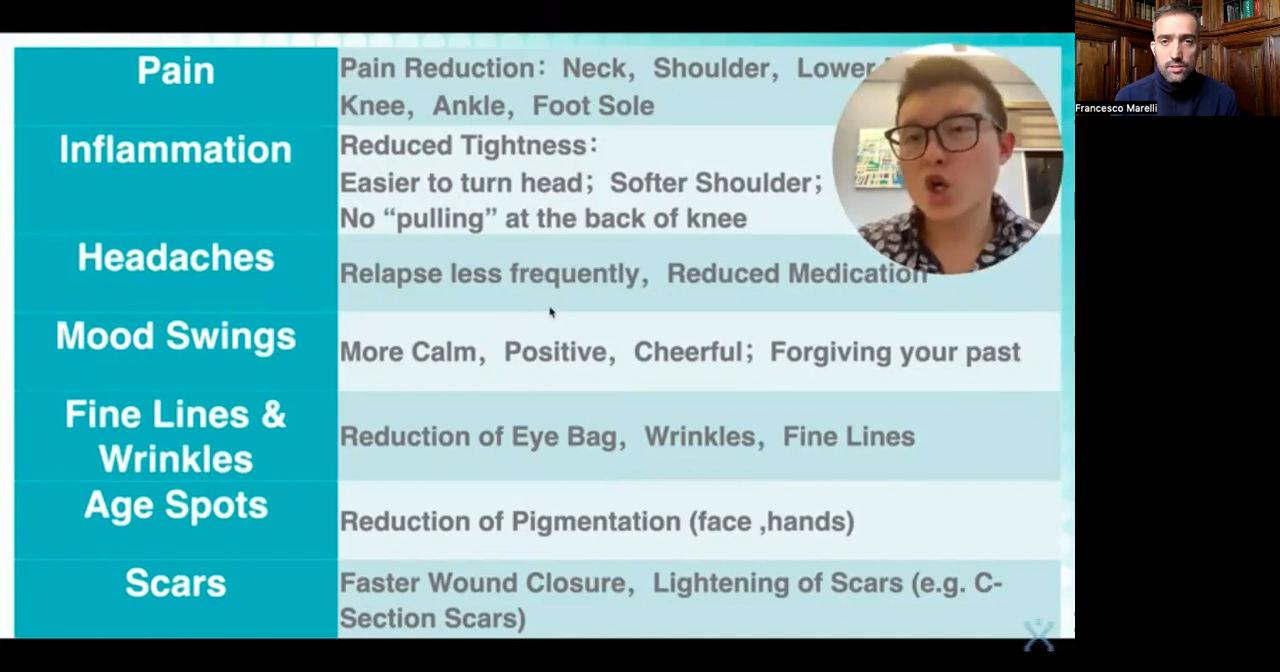 Pain
Pain Reduction： Neck, Shoulder, Lower
Knee, Ankle, Foot Sole
Inflammation
Reduced Tightness：
Easier to turn head；Softer Shoulder；
No “pulling” at the back of knee
Headaches
Relapse less frequently, Reduced Medication
Mood Swings
More Calm, Positive, Cheerful；Forgiving your past
Fine Lines &
Wrinkles
Reduction of Eye Bag, Wrinkles, Fine Lines
Age Spots
Reduction of Pigmentation (face ,hands)
Scars
Faster Wound Closure, Lightening of Scars (e.g. C-
Section Scars)
Francesco Marelli